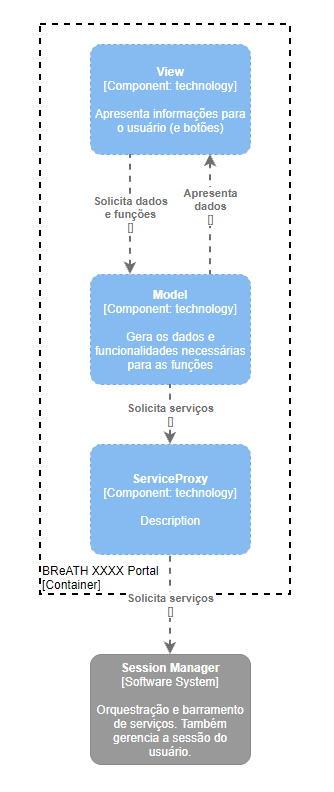 View
[Component: technology]
Apresenta informações para
o usuário (e botões)
Solicita dados
e funções
[]
Apresenta
dados
[]
Model
[Component: technology]
Gera os dados e
funcionalidades necessárias
para as funções
Solicita serviços
[]
ServiceProxy
[Component: technology]
Description
BReATH XXXX Portal
[Container]
Solicita serviços
[]
Session Manager
[Software System]
Orquestração e barramento
de serviços. Também
gerencia a sessão do
usuário.